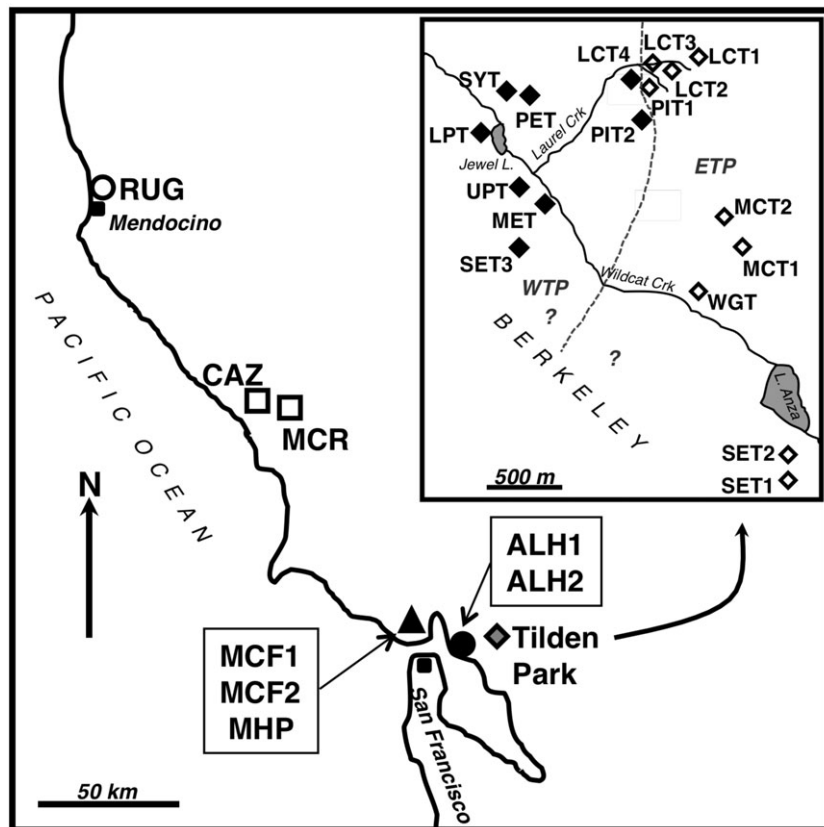 LCT3
LCT4
LCT1
SYT
LCT2
PET
PIT1
LPT
Laurel Crk
PIT2
Jewel L.
ETP
UPT
MCT2
MET
MCT1
SET3
Wildcat Crk
WTP
WGT
?
?
BERKELEY
L. Anza
500 m
SET2
SET1
RUG
Mendocino
PACIFIC OCEAN
CAZ
MCR
N
ALH1
ALH2
MCF1
MCF2
MHP
Tilden
Park
San Francisco
50 km